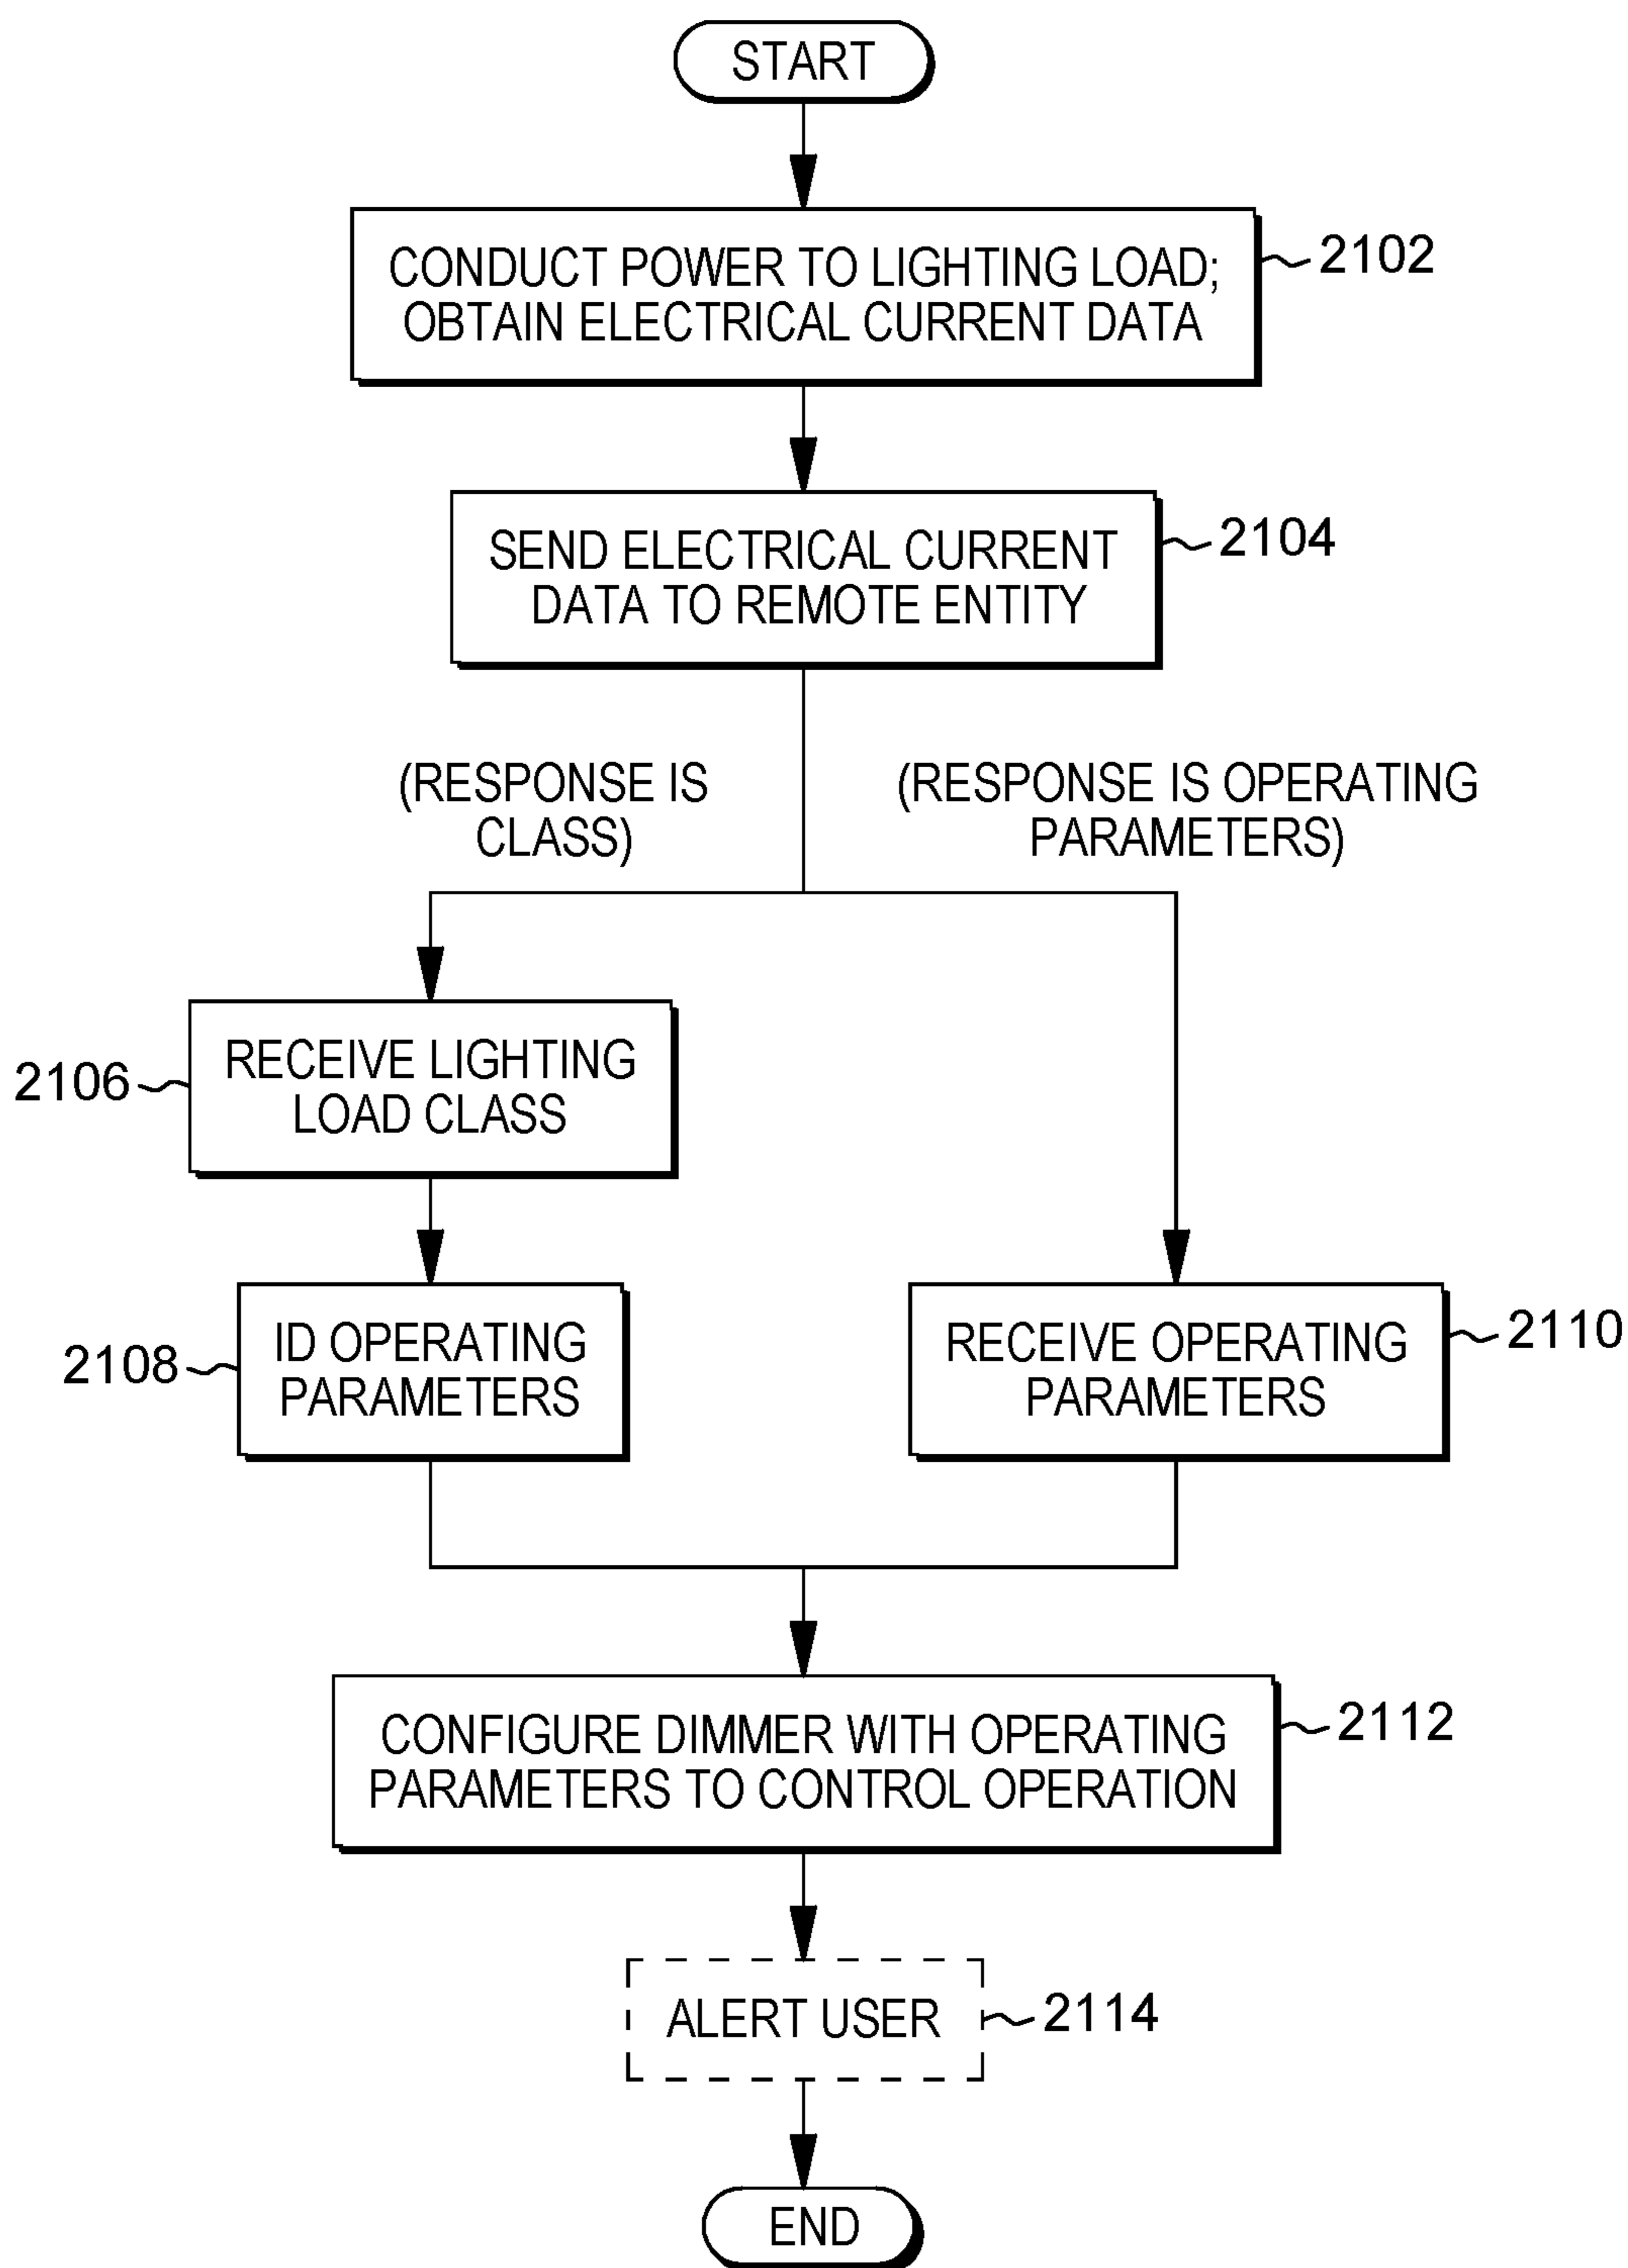 START
CONDUCT POWER TO LIGHTING LOAD;
OBTAIN ELECTRICAL CURRENT DATA
2102
SEND ELECTRICAL CURRENT
DATA TO REMOTE ENTITY
2104
(RESPONSE IS
CLASS)
(RESPONSE IS OPERATING
PARAMETERS)
RECEIVE LIGHTING
LOAD CLASS
2106
ID OPERATING
PARAMETERS
2108
RECEIVE OPERATING
PARAMETERS
2110
CONFIGURE DIMMER WITH OPERATING
PARAMETERS TO CONTROL OPERATION
2112
ALERT USER
2114
END